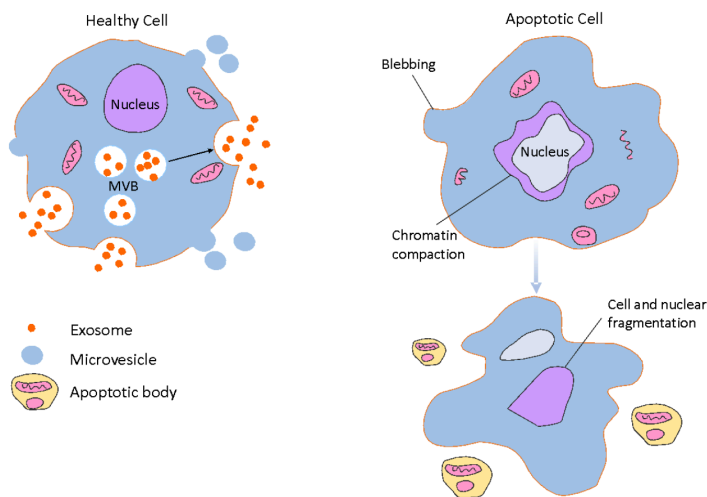 Healthy Cell
Nucleus
MVB
Exosome
Microvesicle
Apoptotic body
Apoptotic Cell
Blebbing
Nucleus
Chromatin
compaction
Cell and nuclear
fragmentation